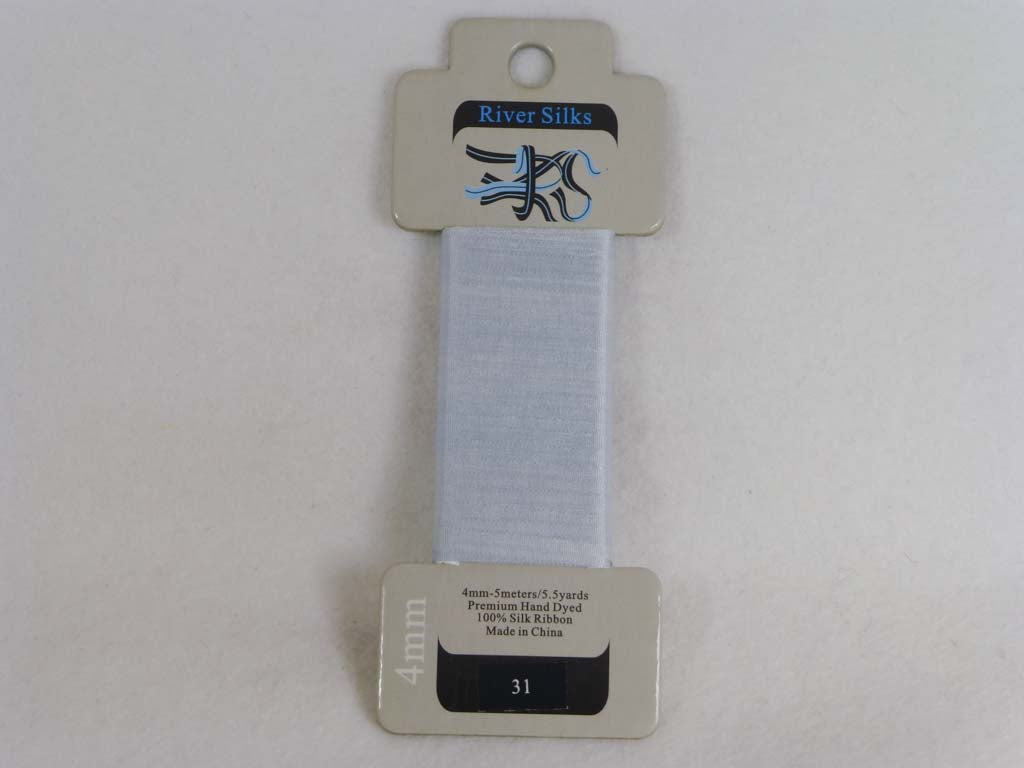 River Silks
4mm-5meters/5.5yards
Premium Hand Dyed
100% Silk Ribbon
Made in China
4mm
31